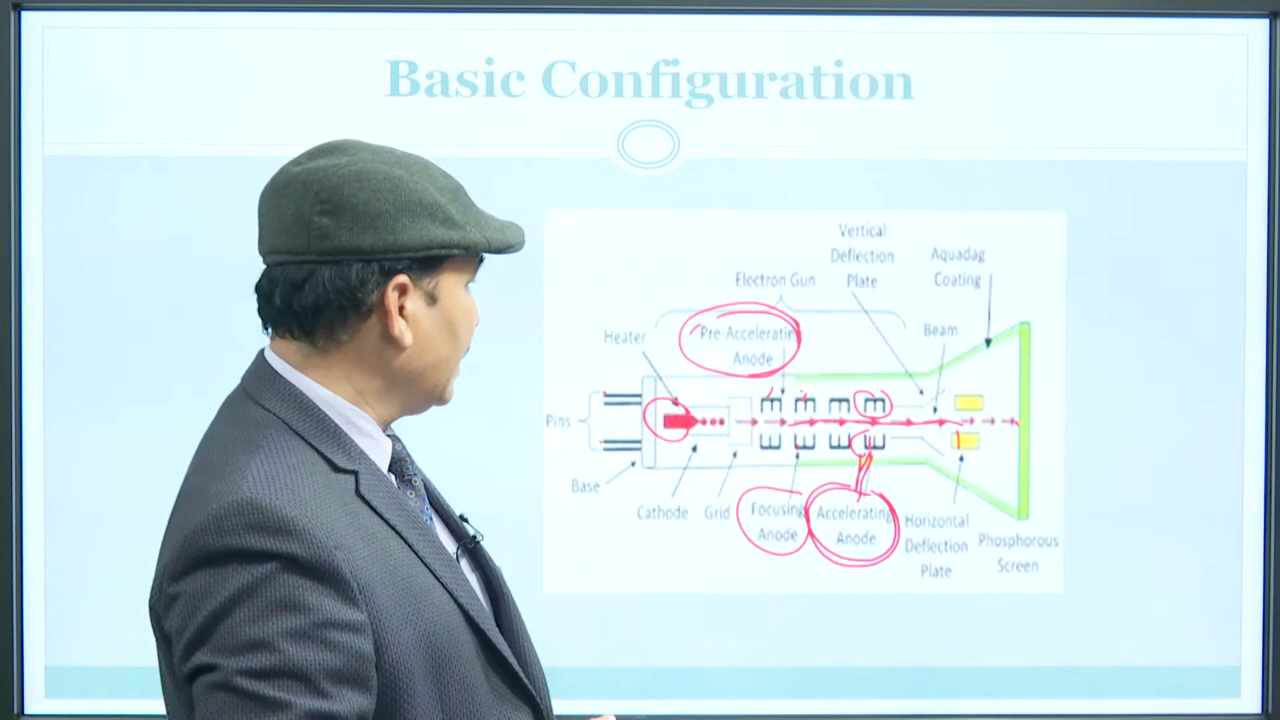 Basic Configuration
Vertical
Deflection
Plate
Aquadag
Coating
Electron Gun
Heater
Pre-Accelerating
Anode
Beam
Pins
Base
Cathode
Grid
Focusing
Anode
Accelerating
Anode
Horizontal
Deflection
Plate
Phosphorous
Screen